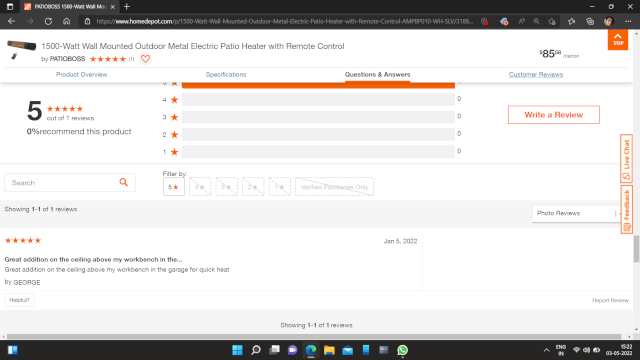 PATIOBOSS 1500-Watt Wall Mou
https://www.homedepot.com/p/1500-Watt-Wall-Mounted-Outdoor-Metal-Electric-Patio-Heater-with-Remote-Control-AMFBP010-WH-SLV/3188...
1500-Watt Wall Mounted Outdoor Metal Electric Patio Heater with Remote Control
by PATIOBOSS (1)
$8558 /carton
TOP
Product Overview
Specifications
Questions & Answers
Customer Reviews
5
out of 1 reviews
0%recommend this product
5
4 0
3 0
2 0
1 0
Write a Review
Live Chat
Feedback
Search
Filter by:
5 4 3 2 1 Verified Purchases Only
Showing 1-1 of 1 reviews
Photo Reviews
Jan 5, 2022
Great addition on the ceiling above my workbench in the...
Great addition on the ceiling above my workbench in the garage for quick heat
by GEORGE
Helpful?
Report Review
Showing 1-1 of 1 reviews
ENG
IN
15:22
03-05-2022